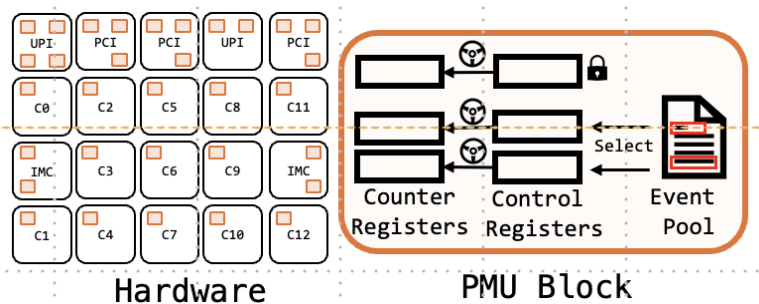 UPI PCI PCI UPI PCI
C0 C2 C5 C8 C11
IMC C3 C6 C9 IMC
C1 C4 C7 C10 C12
Hardware
Select
Counter Registers
Control Registers
Event Pool
PMU Block